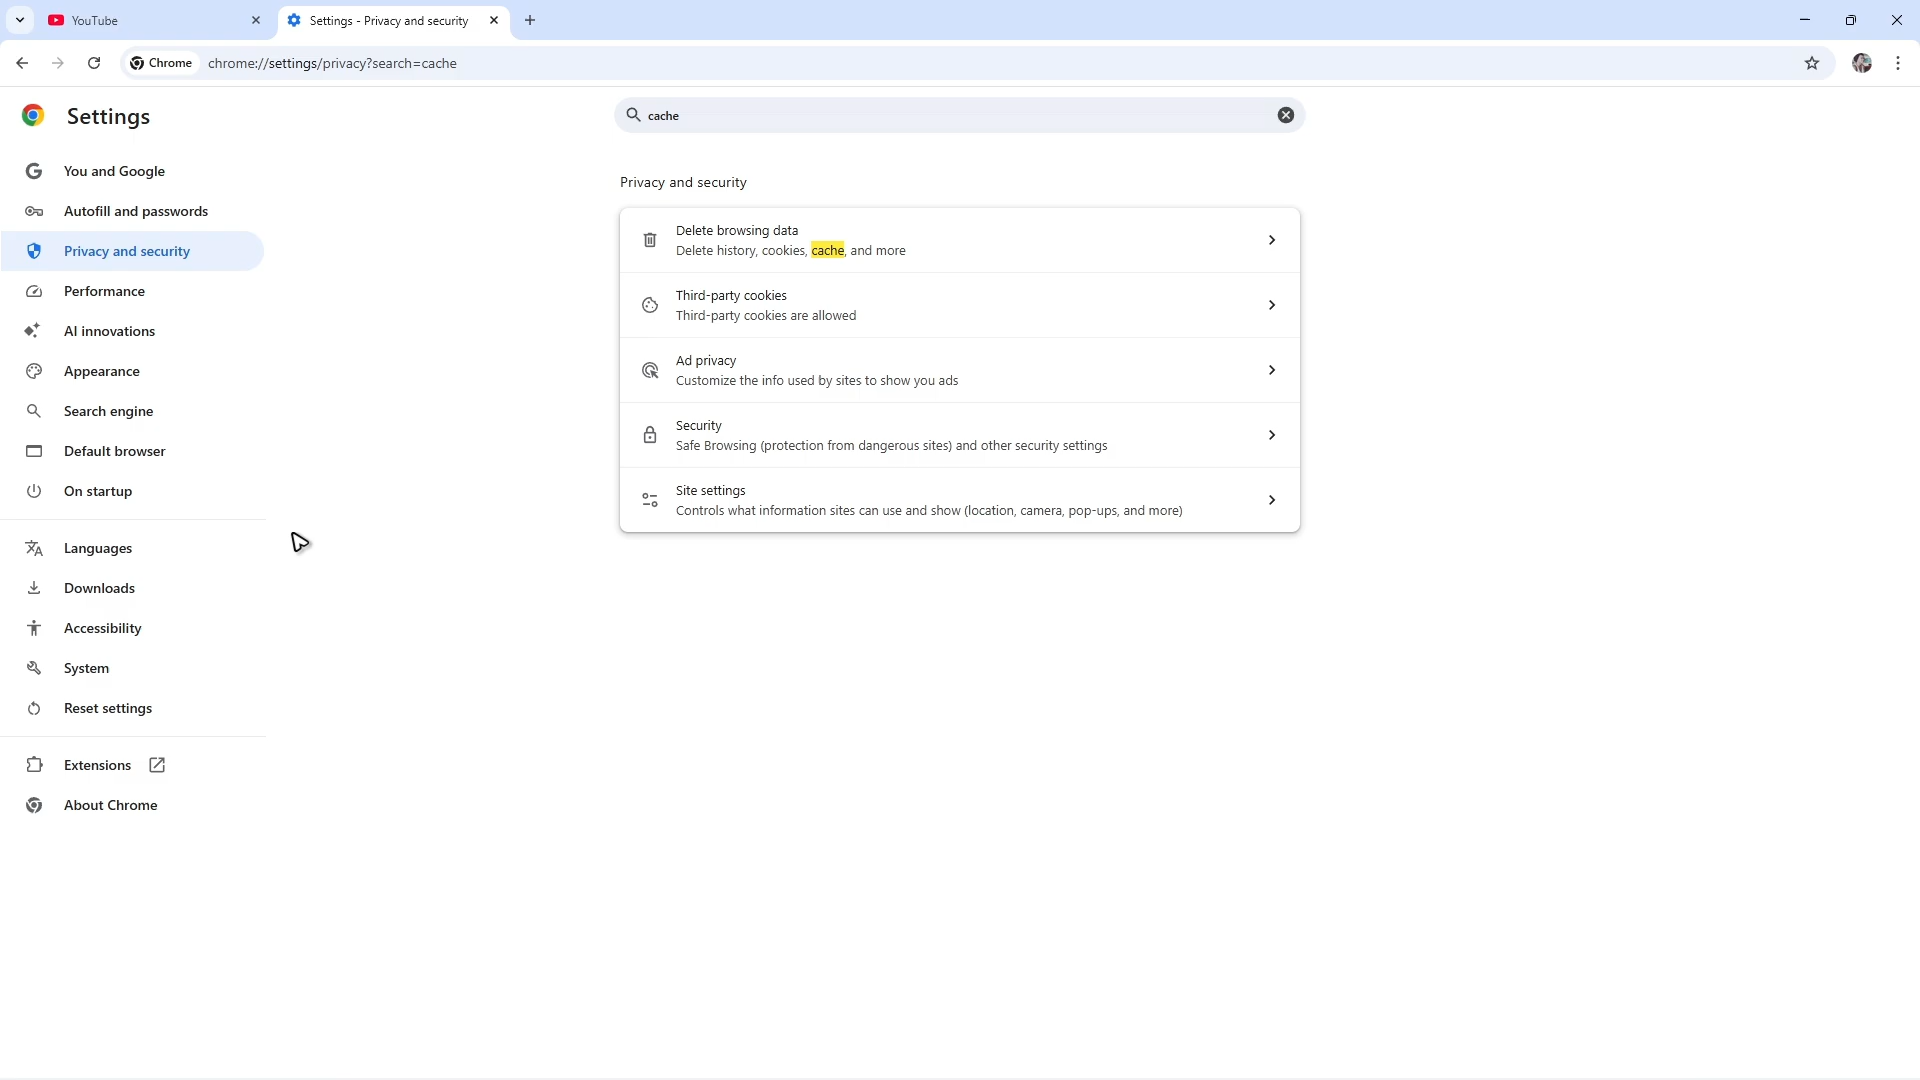 YouTube
Settings - Privacy and security
Chrome
chrome://settings/privacy?search=cache
Settings
cache
You and Google
Autofill and passwords
Privacy and security
Performance
AI innovations
Appearance
Search engine
Default browser
On startup
Languages
Downloads
Accessibility
System
Reset settings
Extensions
About Chrome
Privacy and security
Delete browsing data
Delete history, cookies, cache, and more
Third-party cookies
Third-party cookies are allowed
Ad privacy
Customize the info used by sites to show you ads
Security
Safe Browsing (protection from dangerous sites) and other security settings
Site settings
Controls what information sites can use and show (location, camera, pop-ups, and more)